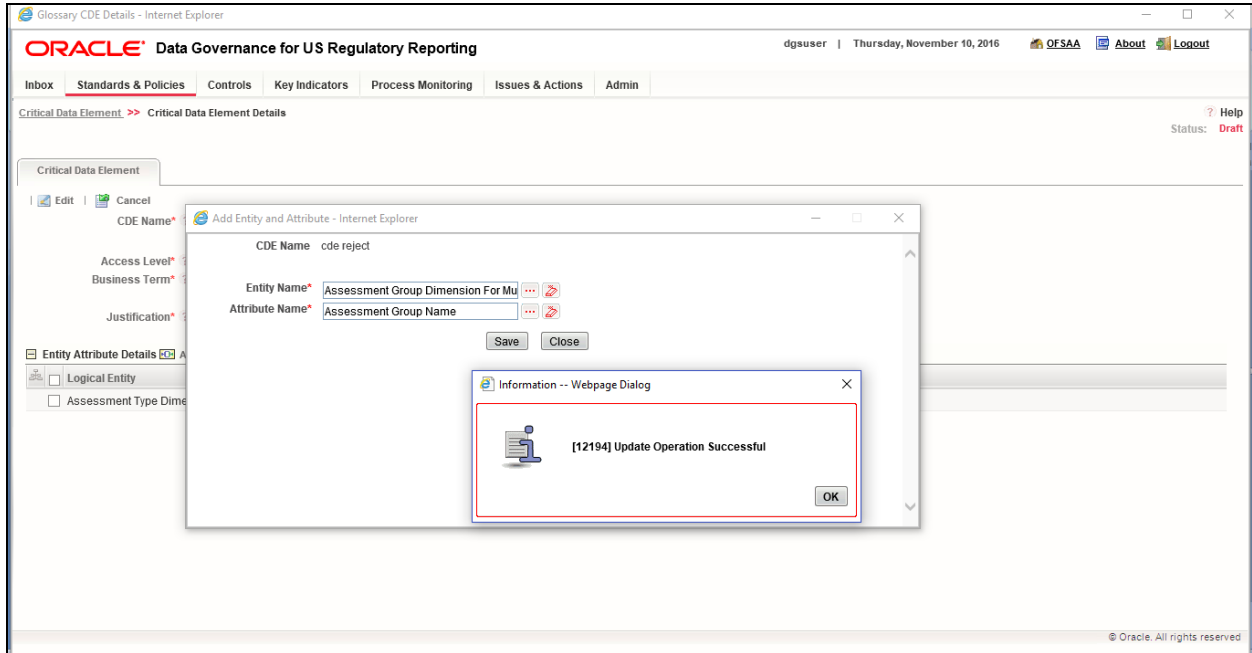 Glossary CDE Details - Internet Explorer
ORACLE Data Governance for US Regulatory Reporting
dgsuser | Thursday, November 10, 2016 OFSAA About Logout
Inbox Standards & Policies Controls Key Indicators Process Monitoring Issues & Actions Admin
Critical Data Element >> Critical Data Element Details
? Help
Status: Draft
Critical Data Element
| Edit | Cancel
CDE Name*
Access Level*
Business Term*
Justification*
Entity Attribute Details
Logical Entity
Assessment Type Dime
Add Entity and Attribute - Internet Explorer
CDE Name cde reject
Entity Name* Assessment Group Dimension For Mu ...
Attribute Name* Assessment Group Name ...
Save Close
Information -- Webpage Dialog
[12194] Update Operation Successful
OK
© Oracle. All rights reserved